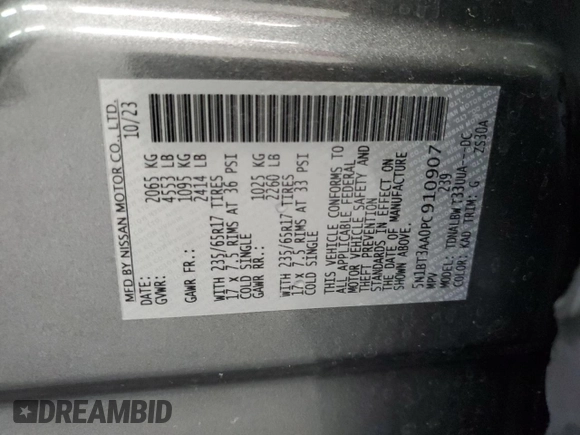 MFD BY NISSAN MOTOR CO., LTD.
10/23
GVWR: 2065 KG
4553 LB
GAWR FR.: 1095 KG
2414 LB
WITH 235/65R17 TIRES
17 x 7.5 RIMS AT 36 PSI
COLD SINGLE
GAWR RR.: 1025 KG
2260 LB
WITH 235/65R17 TIRES
17 x 7.5 RIMS AT 33 PSI
COLD SINGLE
THIS VEHICLE CONFORMS TO
ALL APPLICABLE FEDERAL
MOTOR VEHICLE SAFETY AND
THEFT PREVENTION
STANDARDS IN EFFECT ON
THE DATE OF MANUFACTURE
SHOWN ABOVE.
5N1BT3AA0PC910907
MPV 239
MODEL: TDNALBWT33UUA---DC
COLOR: KAD TRIM: G ZS10A
DREAMBID